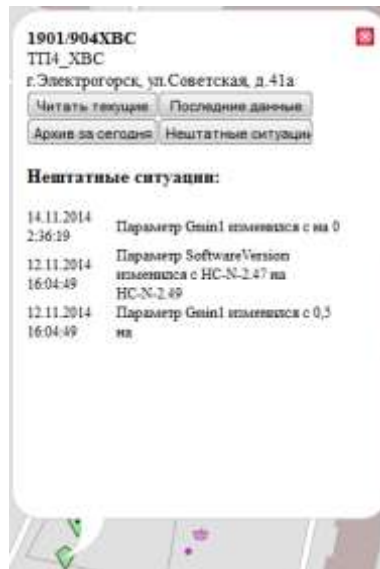 1901/904ХВС
ТП4_ХВС
г.Электрогорск, ул.Советская, д.41а
Читать текущие Последние данные
Архив за сегодня Нештатные ситуации
Нештатные ситуации:
14.11.2014
2:36:19
Параметр Gmin1 изменился с на 0
12.11.2014
16:04:49
Параметр SoftwareVersion
изменился с НС-N-2.47 на
НС-N-2.49
12.11.2014
16:04:49
Параметр Gmin1 изменился с 0,5
на